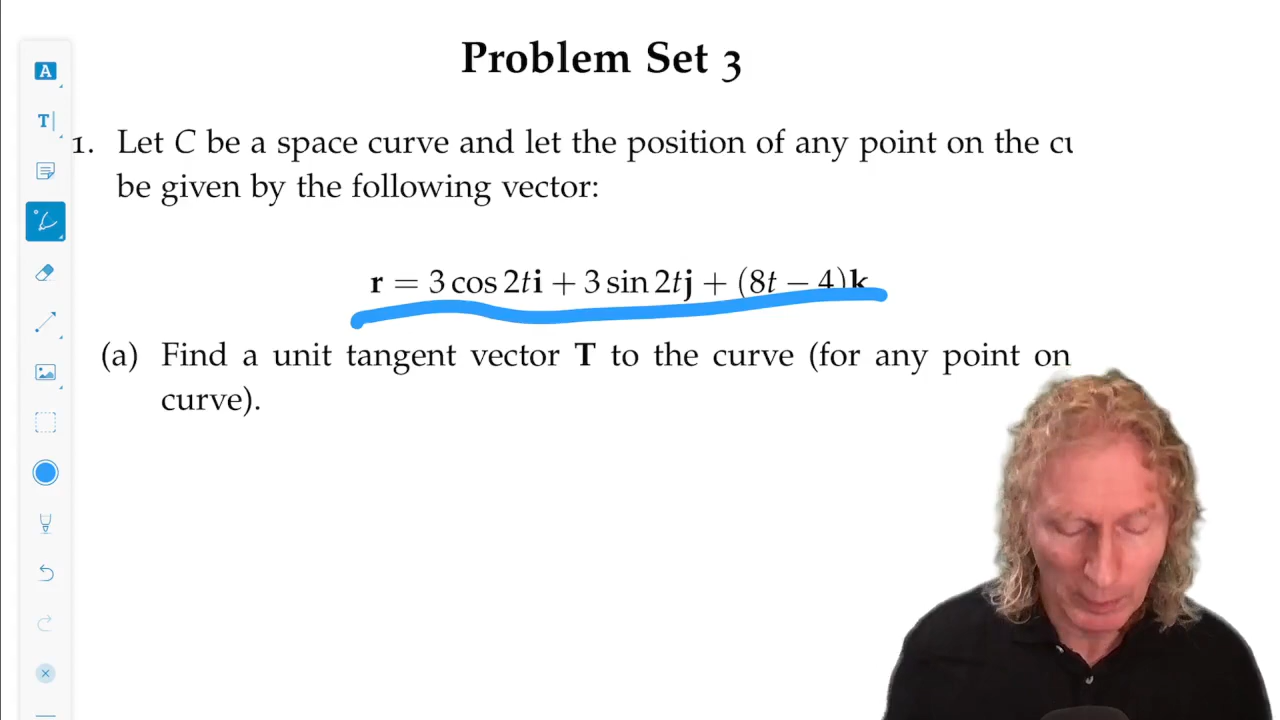 Problem Set 3
1. Let C be a space curve and let the position of any point on the cu
be given by the following vector:
r = 3 cos 2ti + 3 sin 2tj + (8t − 4)k
(a) Find a unit tangent vector T to the curve (for any point on
curve).
A
T|